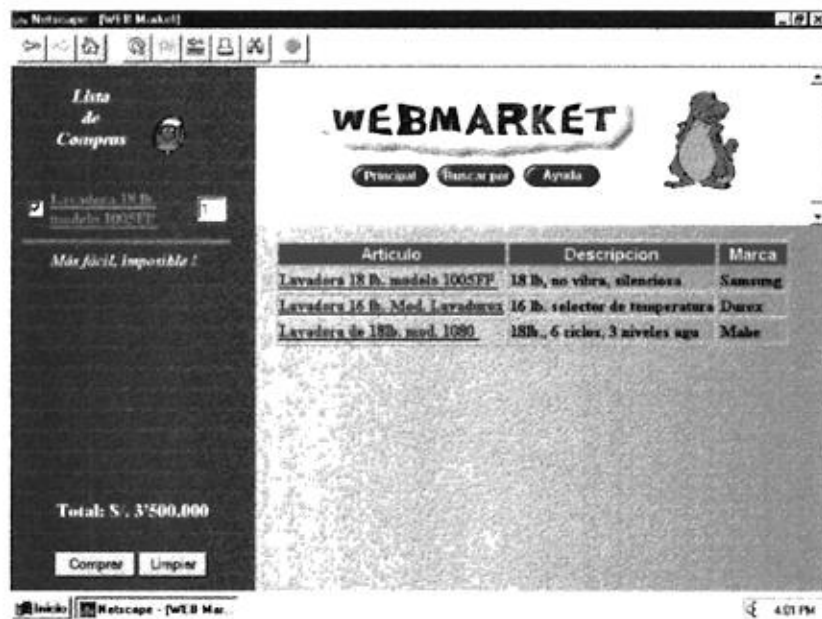 Netscape - [WEB Market]
Lista
de
Compras
Lavadora 18 lb.
modelo 1005FP.
1
Más fácil, imposible !
Total: S/. 3'500.000
Comprar Limpiar
WEBMARKET
Principal Buscar por Ayuda
Articulo Descripcion Marca
Lavadora 18 lb. modelo 1005FP. 18 lb, no vibra, silenciosa Samsung
Lavadora 16 lb. Mod. Lavadurex 16 lb. selector de temperatura Durex
Lavadora de 18lb. mod. 1080 18lb., 6 ciclos, 3 niveles agu Mabe
Inicio Netscape - [WEB Mar... 4:01 PM